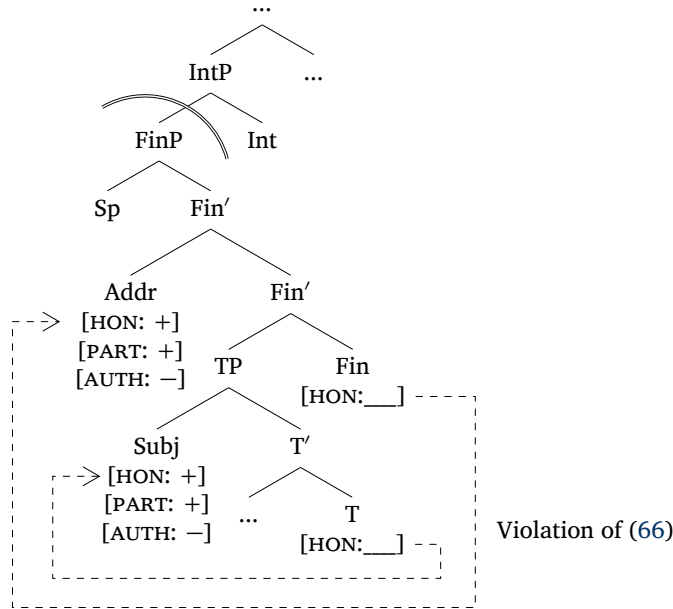 ...
IntP ...
FinP Int
Sp Fin′
Addr Fin′
[HON: +]
[PART: +]
[AUTH: −]
TP Fin
[HON:___]
Subj T′
[HON: +]
[PART: +]
[AUTH: −]
... T
[HON:___]
Violation of (66)